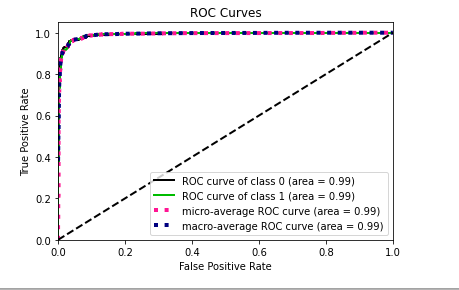 ROC Curves
True Positive Rate
1.0
0.8
0.6
0.4
0.2
0.0
ROC curve of class 0 (area = 0.99)
ROC curve of class 1 (area = 0.99)
micro-average ROC curve (area = 0.99)
macro-average ROC curve (area = 0.99)
0.0 0.2 0.4 0.6 0.8 1.0
False Positive Rate